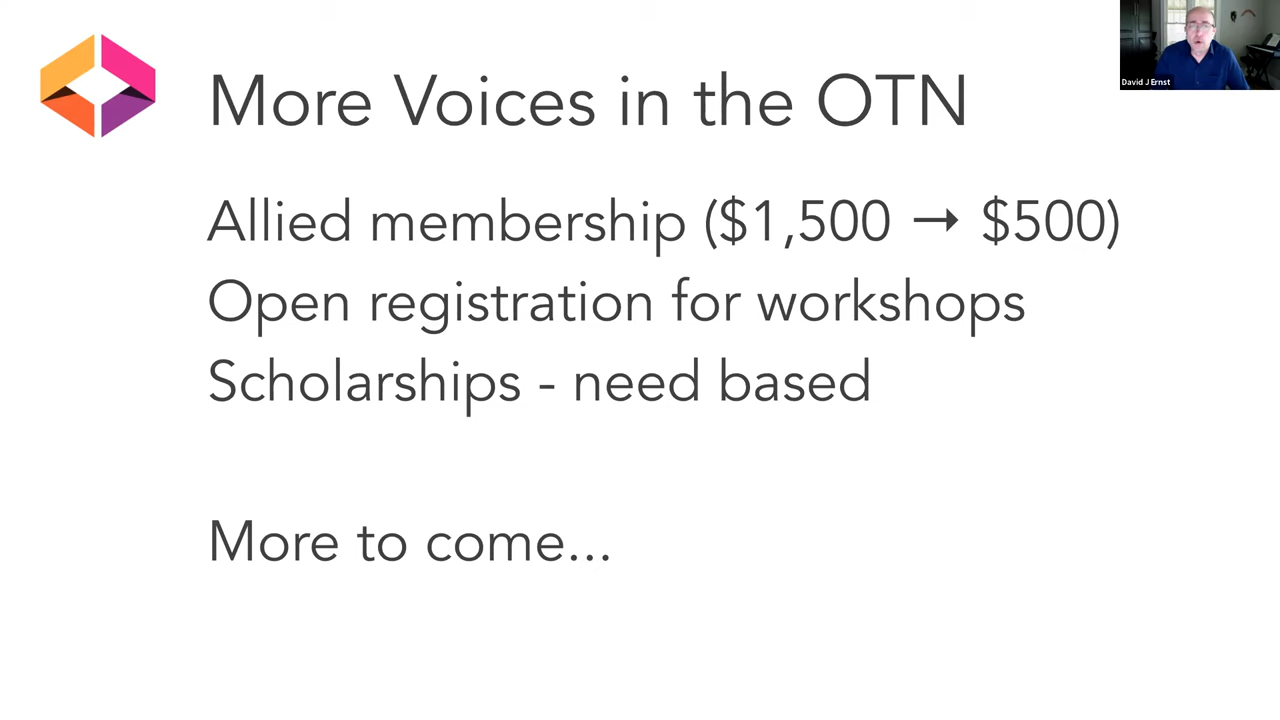 More Voices in the OTN
David J Ernst
Allied membership ($1,500 → $500)
Open registration for workshops
Scholarships - need based
More to come...